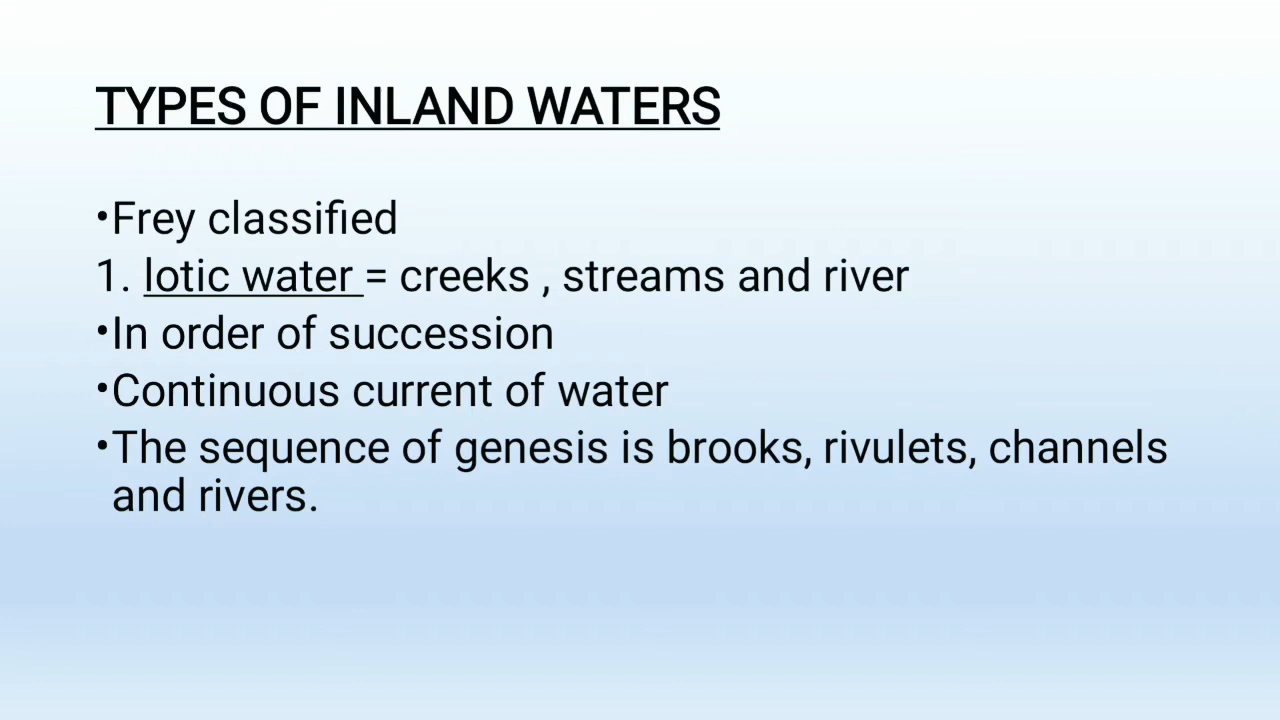 TYPES OF INLAND WATERS
•Frey classified
1. lotic water = creeks , streams and river
•In order of succession
•Continuous current of water
•The sequence of genesis is brooks, rivulets, channels
and rivers.